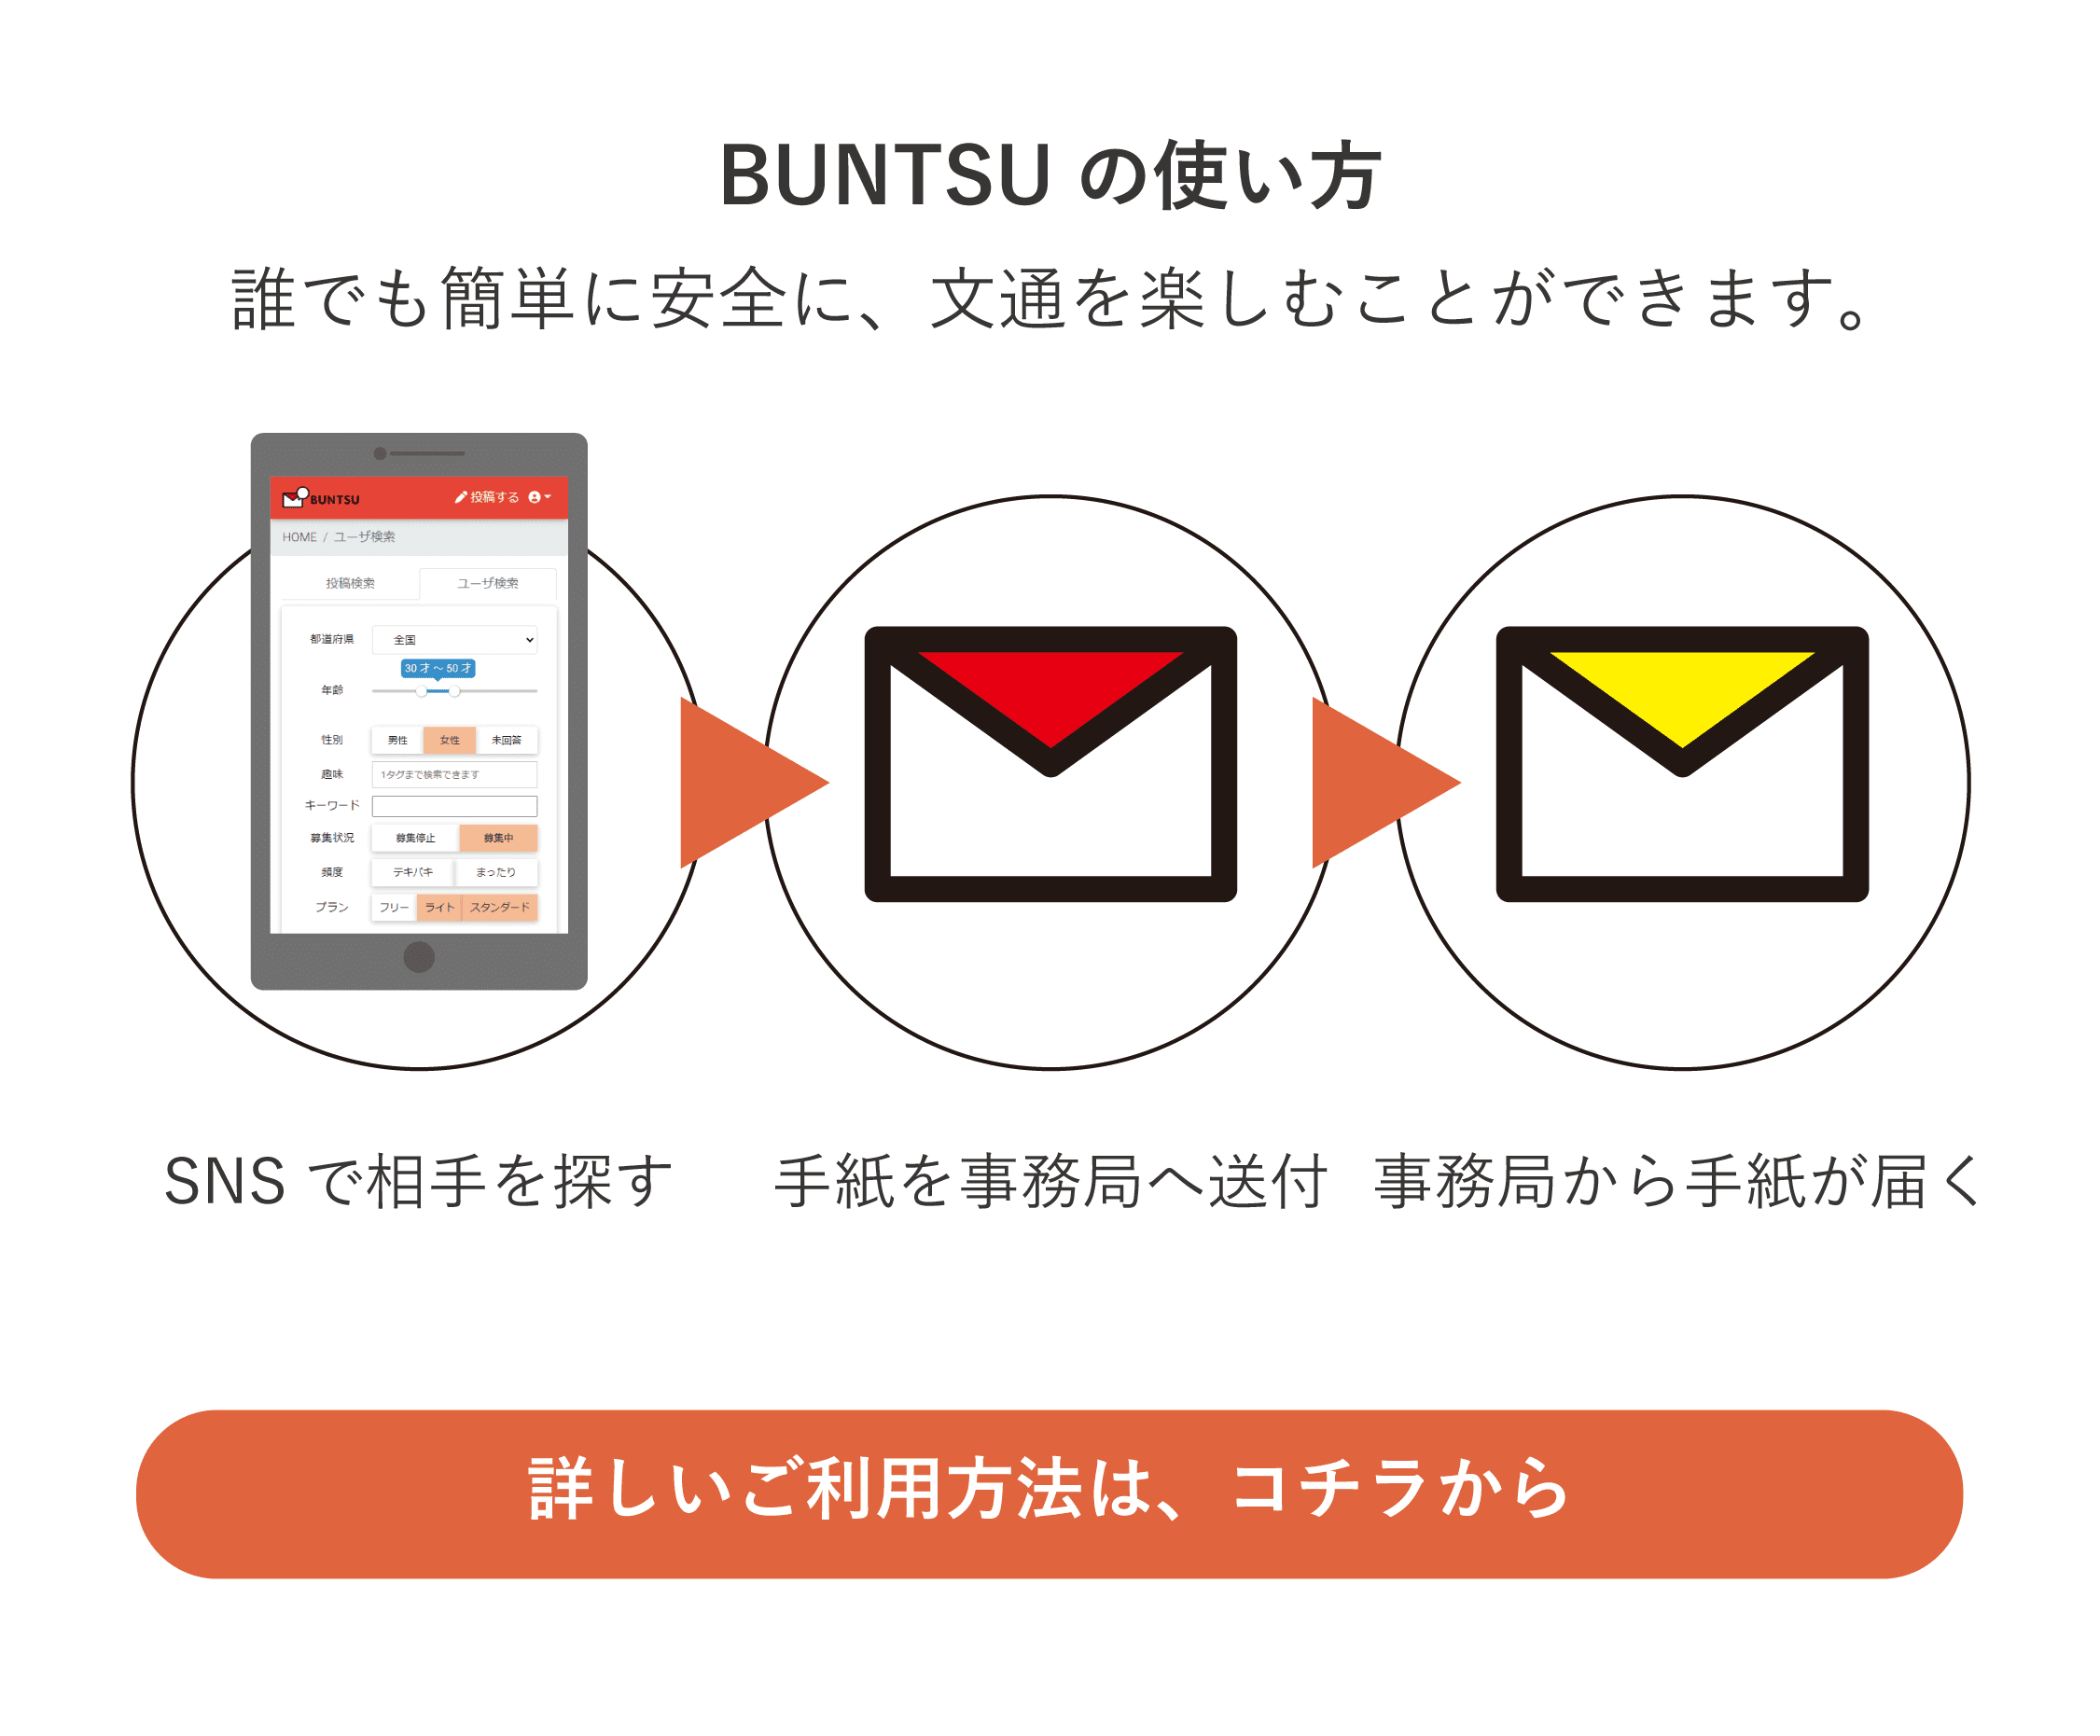 BUNTSU の使い方
誰でも簡単に安全に、文通を楽しむことができます。
BUNTSU 投稿する
HOME / ユーザ検索
投稿検索 ユーザ検索
都道府県 全国
30 才 ～ 50 才
年齢
性別 男性 女性 未回答
趣味 1タグまで検索できます
キーワード
募集状況 募集停止 募集中
頻度 テキパキ まったり
プラン フリー ライト スタンダード
SNS で相手を探す
手紙を事務局へ送付
事務局から手紙が届く
詳しいご利用方法は、コチラから